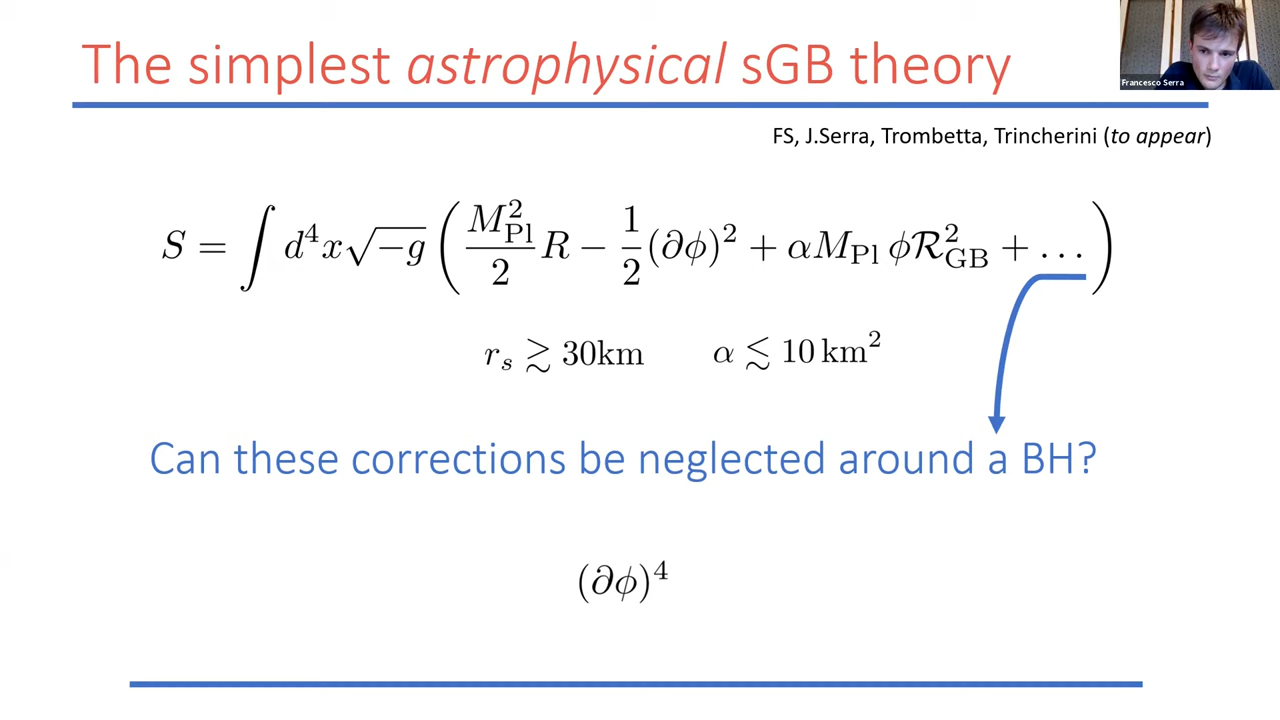 The simplest astrophysical sGB theory
Francesco Serra
FS, J.Serra, Trombetta, Trincherini (to appear)
S = ∫ d⁴x√−g ( M²_Pl/2 R − 1/2 (∂ϕ)² + αM_Pl ϕℛ²_GB + … )
r_s ≳ 30km α ≲ 10 km²
Can these corrections be neglected around a BH?
(∂ϕ)⁴